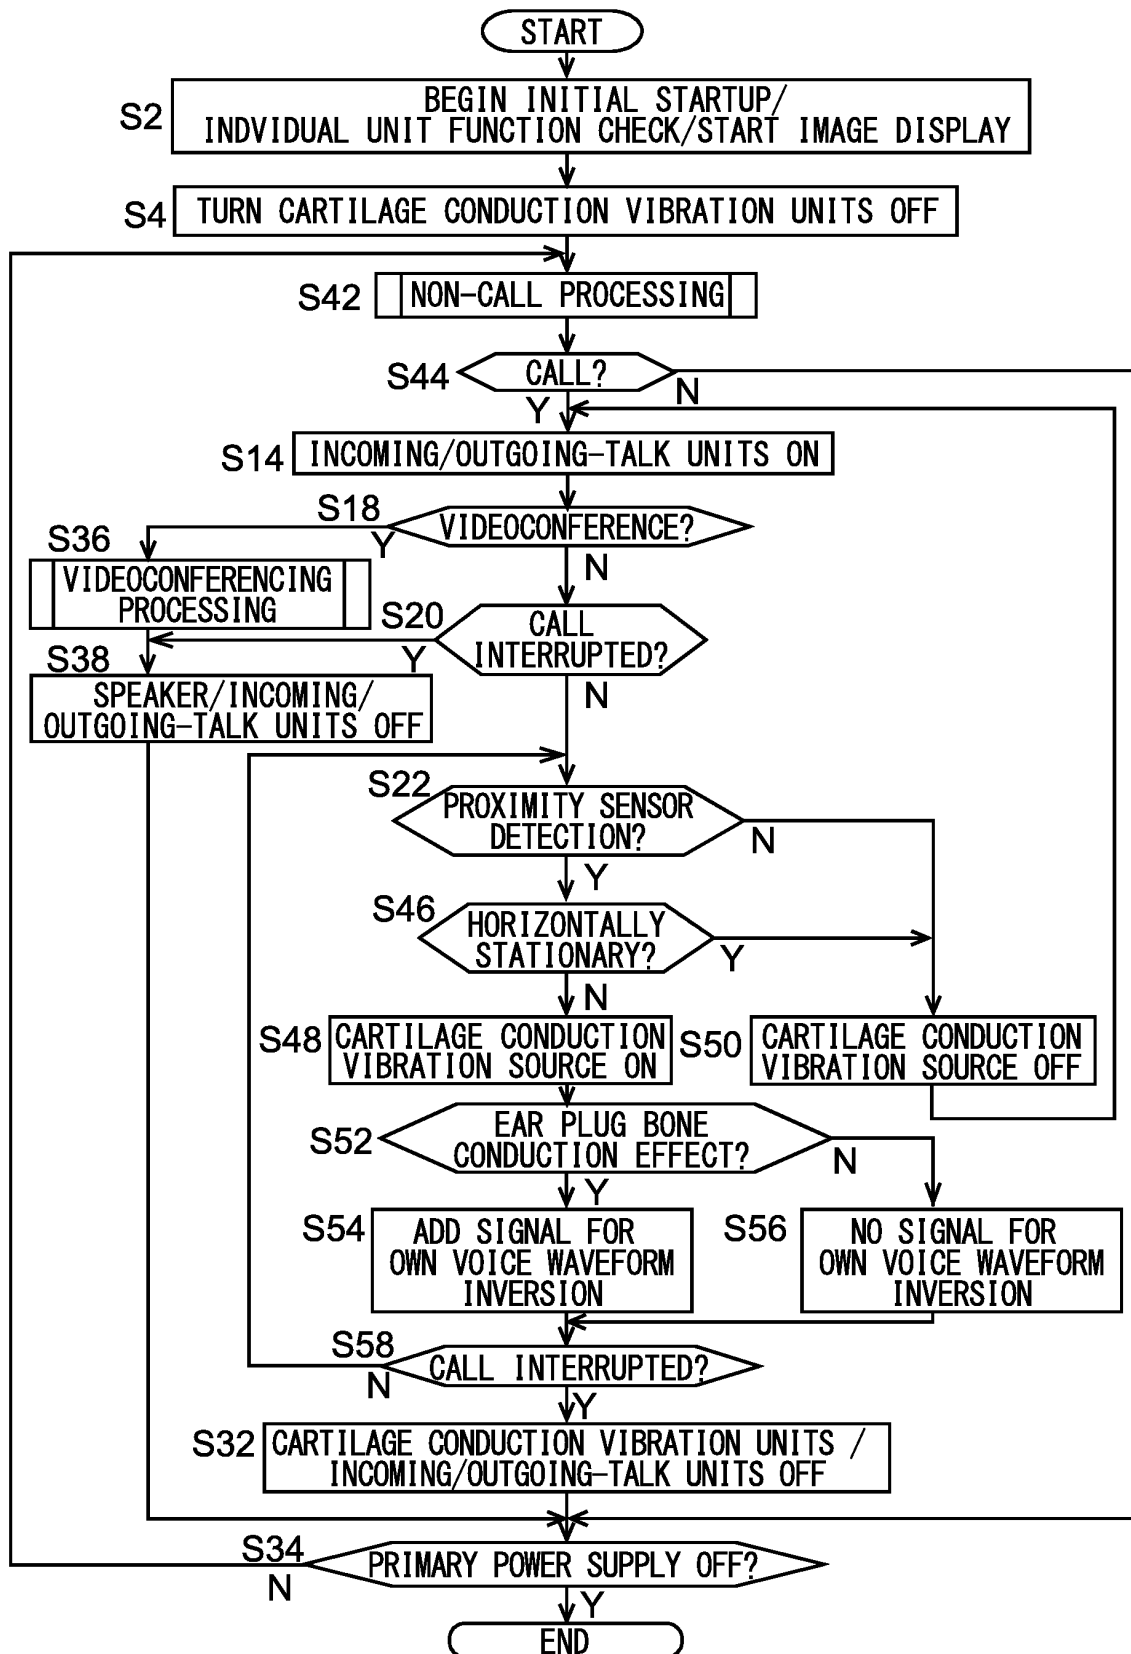 START
S2
BEGIN INITIAL STARTUP/
INDVIDUAL UNIT FUNCTION CHECK/START IMAGE DISPLAY
S4
TURN CARTILAGE CONDUCTION VIBRATION UNITS OFF
S42
NON-CALL PROCESSING
S44
CALL?
N
Y
S14
INCOMING/OUTGOING-TALK UNITS ON
S18
VIDEOCONFERENCE?
Y
N
S36
VIDEOCONFERENCING
PROCESSING
S20
CALL
INTERRUPTED?
Y
N
S38
SPEAKER/INCOMING/
OUTGOING-TALK UNITS OFF
S22
PROXIMITY SENSOR
DETECTION?
N
Y
S46
HORIZONTALLY
STATIONARY?
Y
N
S48
CARTILAGE CONDUCTION
VIBRATION SOURCE ON
S50
CARTILAGE CONDUCTION
VIBRATION SOURCE OFF
S52
EAR PLUG BONE
CONDUCTION EFFECT?
N
Y
S54
ADD SIGNAL FOR
OWN VOICE WAVEFORM
INVERSION
S56
NO SIGNAL FOR
OWN VOICE WAVEFORM
INVERSION
S58
CALL INTERRUPTED?
N
Y
S32
CARTILAGE CONDUCTION VIBRATION UNITS /
INCOMING/OUTGOING-TALK UNITS OFF
S34
PRIMARY POWER SUPPLY OFF?
N
Y
END